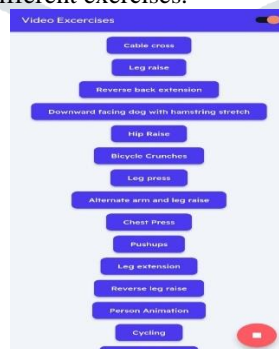 ifferent exercises.
Video Excercises
Cable cross
Leg raise
Reverse back extension
Downward facing dog with hamstring stretch
Hip Raise
Bicycle Crunches
Leg press
Alternate arm and leg raise
Chest Press
Pushups
Leg extension
Reverse leg raise
Person Animation
Cycling